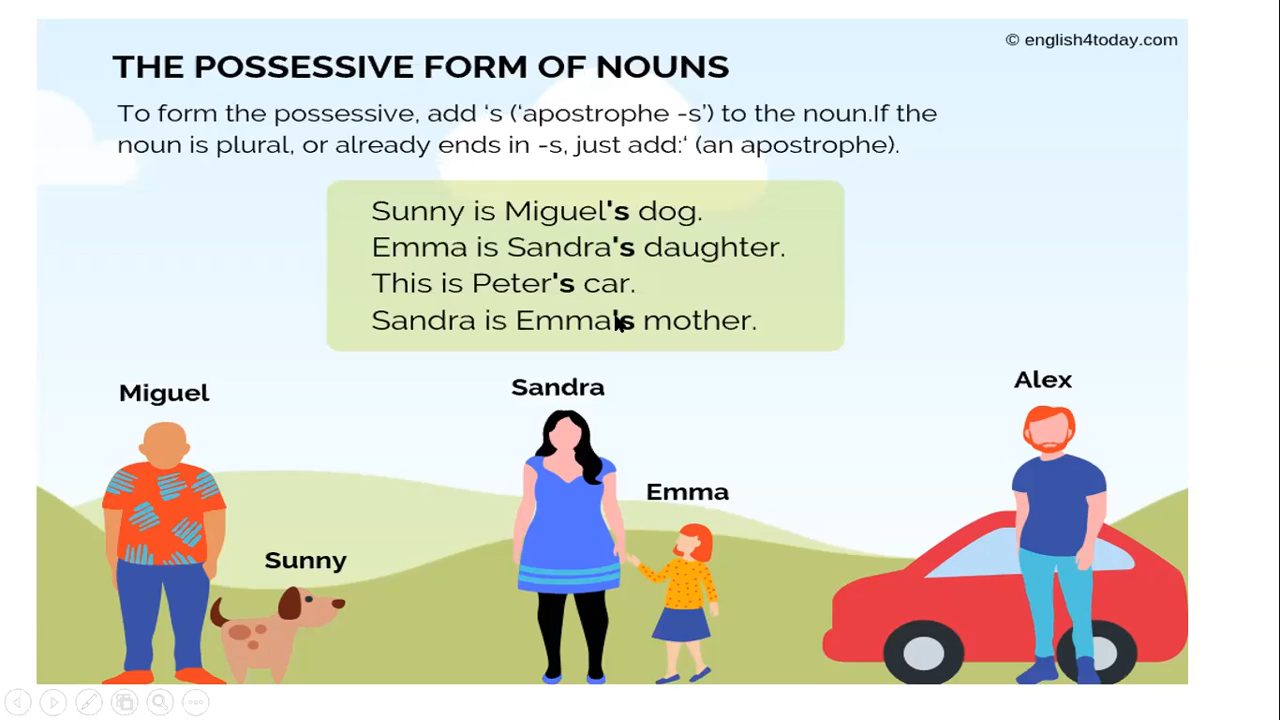 © english4today.com
THE POSSESSIVE FORM OF NOUNS
To form the possessive, add ‘s (‘apostrophe -s’) to the noun.If the
noun is plural, or already ends in -s, just add:‘ (an apostrophe).
Sunny is Miguel's dog.
Emma is Sandra's daughter.
This is Peter's car.
Sandra is Emma's mother.
Miguel
Sandra
Alex
Emma
Sunny